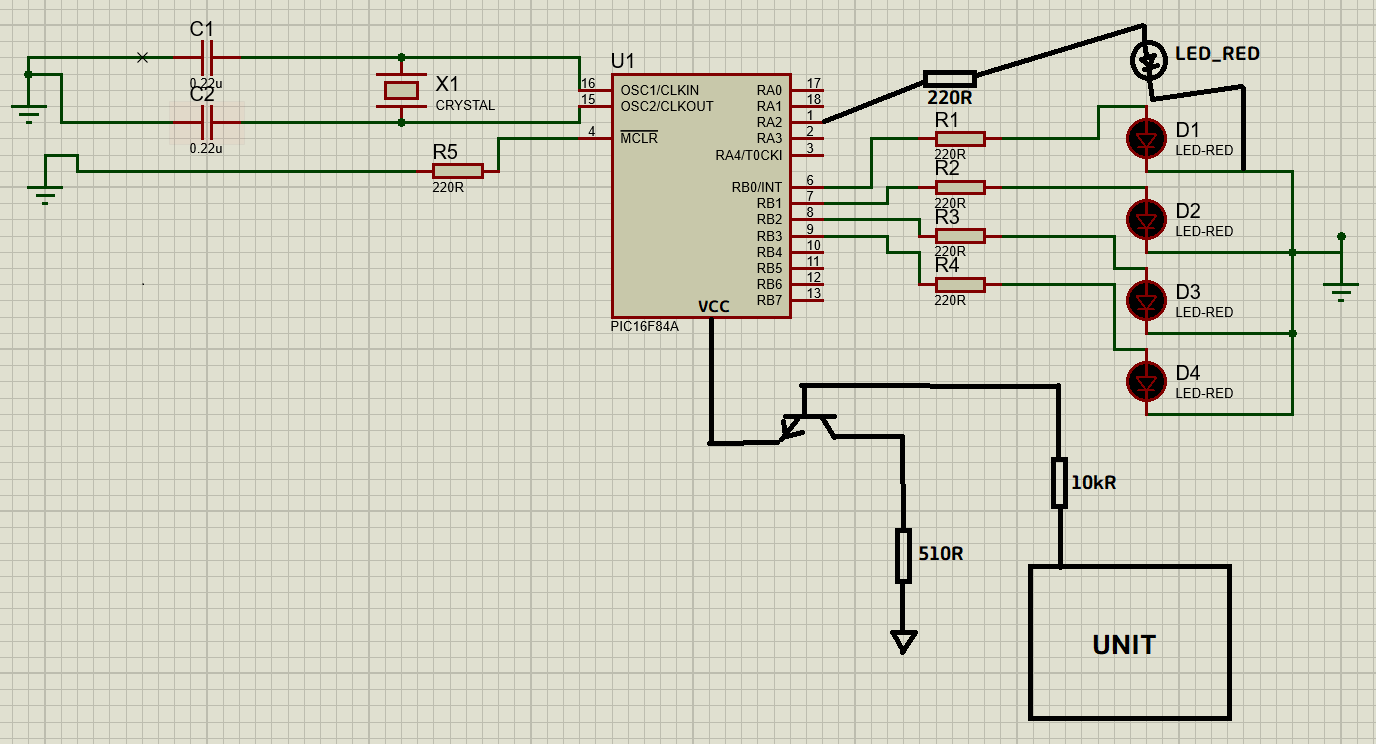 C1
0.22u
C2
0.22u
X1
CRYSTAL
R5
220R
U1
16
15
4
OSC1/CLKIN
OSC2/CLKOUT
MCLR
RA0
RA1
RA2
RA3
RA4/T0CKI
RB0/INT
RB1
RB2
RB3
RB4
RB5
RB6
RB7
17
18
1
2
3
6
7
8
9
10
11
12
13
VCC
PIC16F84A
220R
LED_RED
R1
220R
R2
220R
R3
220R
R4
220R
D1
LED-RED
D2
LED-RED
D3
LED-RED
D4
LED-RED
10kR
510R
UNIT